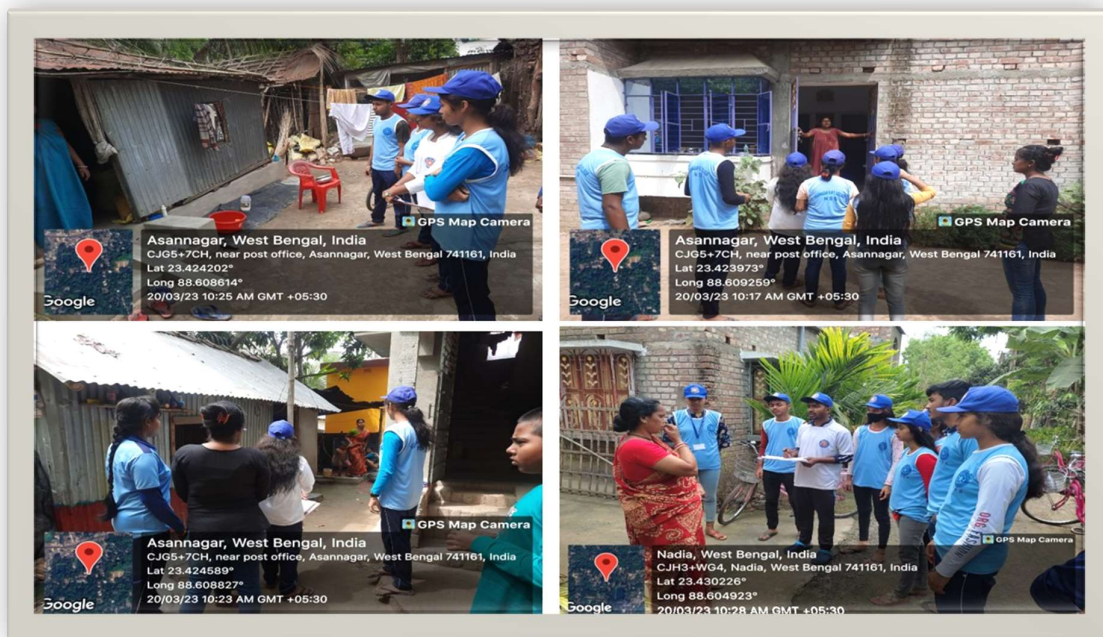 GPS Map Camera
Google
Asannagar, West Bengal, India
CJG5+7CH, near post office, Asannagar, West Bengal 741161, India
Lat 23.424202°
Long 88.608614°
20/03/23 10:25 AM GMT +05:30
GPS Map Camera
Google
Asannagar, West Bengal, India
CJG5+7CH, near post office, Asannagar, West Bengal 741161, India
Lat 23.423973°
Long 88.609259°
20/03/23 10:17 AM GMT +05:30
GPS Map Camera
Google
Asannagar, West Bengal, India
CJG5+7CH, near post office, Asannagar, West Bengal 741161, India
Lat 23.424589°
Long 88.608827°
20/03/23 10:23 AM GMT +05:30
GPS Map Camera
Google
Nadia, West Bengal, India
CJH3+WG4, Nadia, West Bengal 741161, India
Lat 23.430226°
Long 88.604923°
20/03/23 10:28 AM GMT +05:30